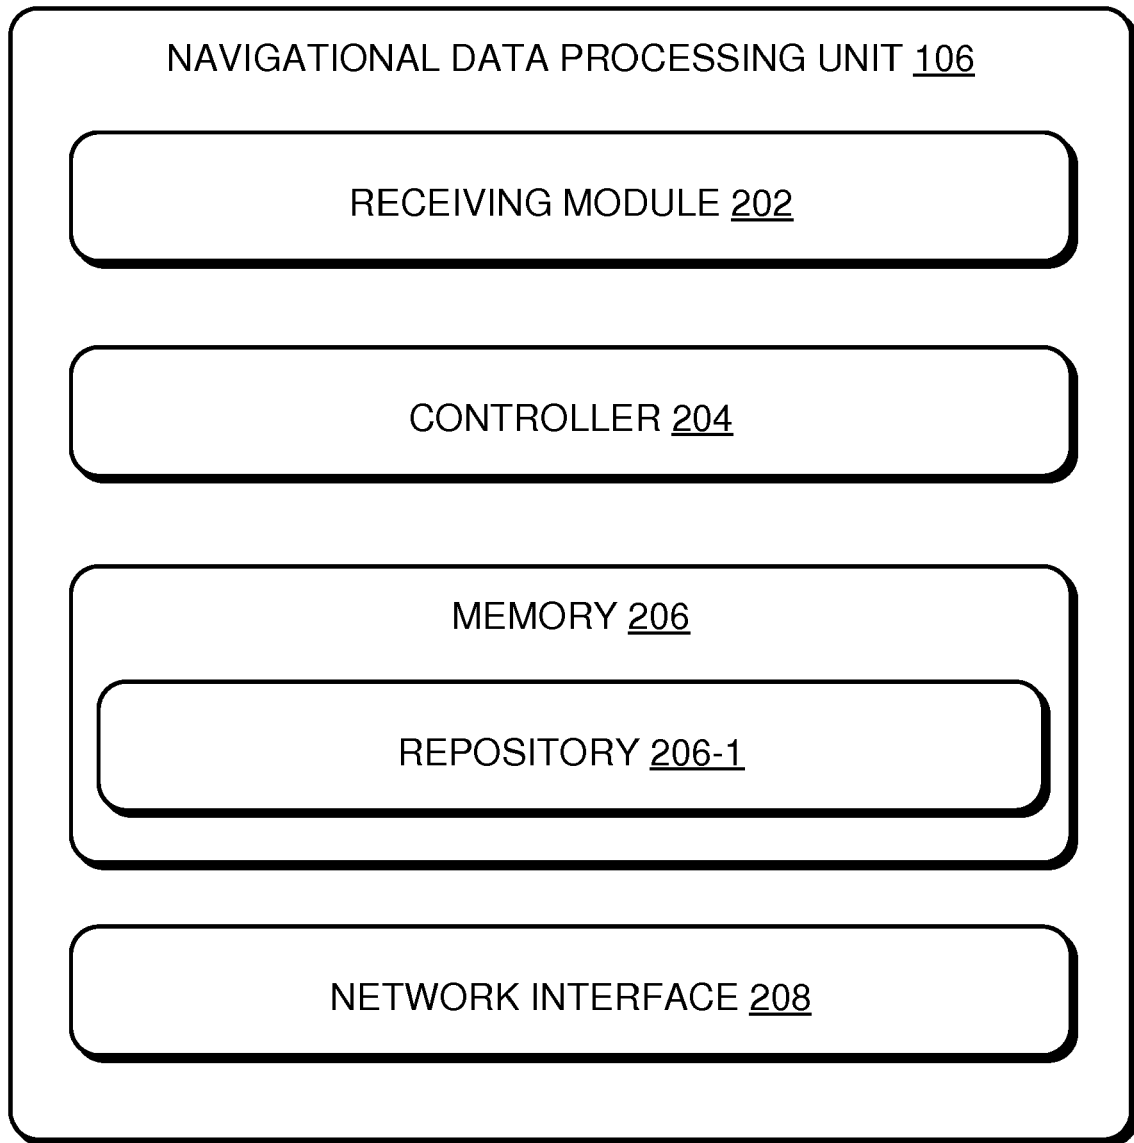 NAVIGATIONAL DATA PROCESSING UNIT 106
RECEIVING MODULE 202
CONTROLLER 204
MEMORY 206
REPOSITORY 206-1
NETWORK INTERFACE 208